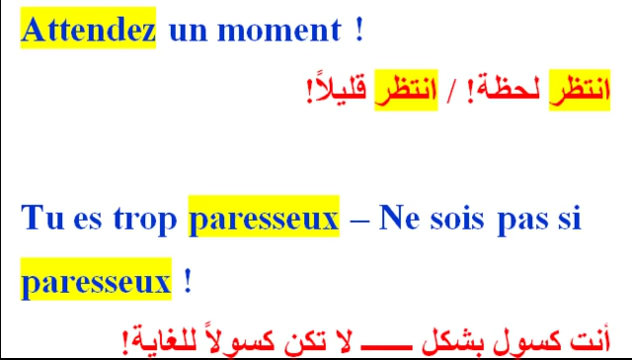 Attendez un moment !
انتظر لحظة! / انتظر قليلاً!
Tu es trop paresseux – Ne sois pas si
paresseux !
أنت كسول بشكل ـــــ لا تكن كسولاً للغاية!